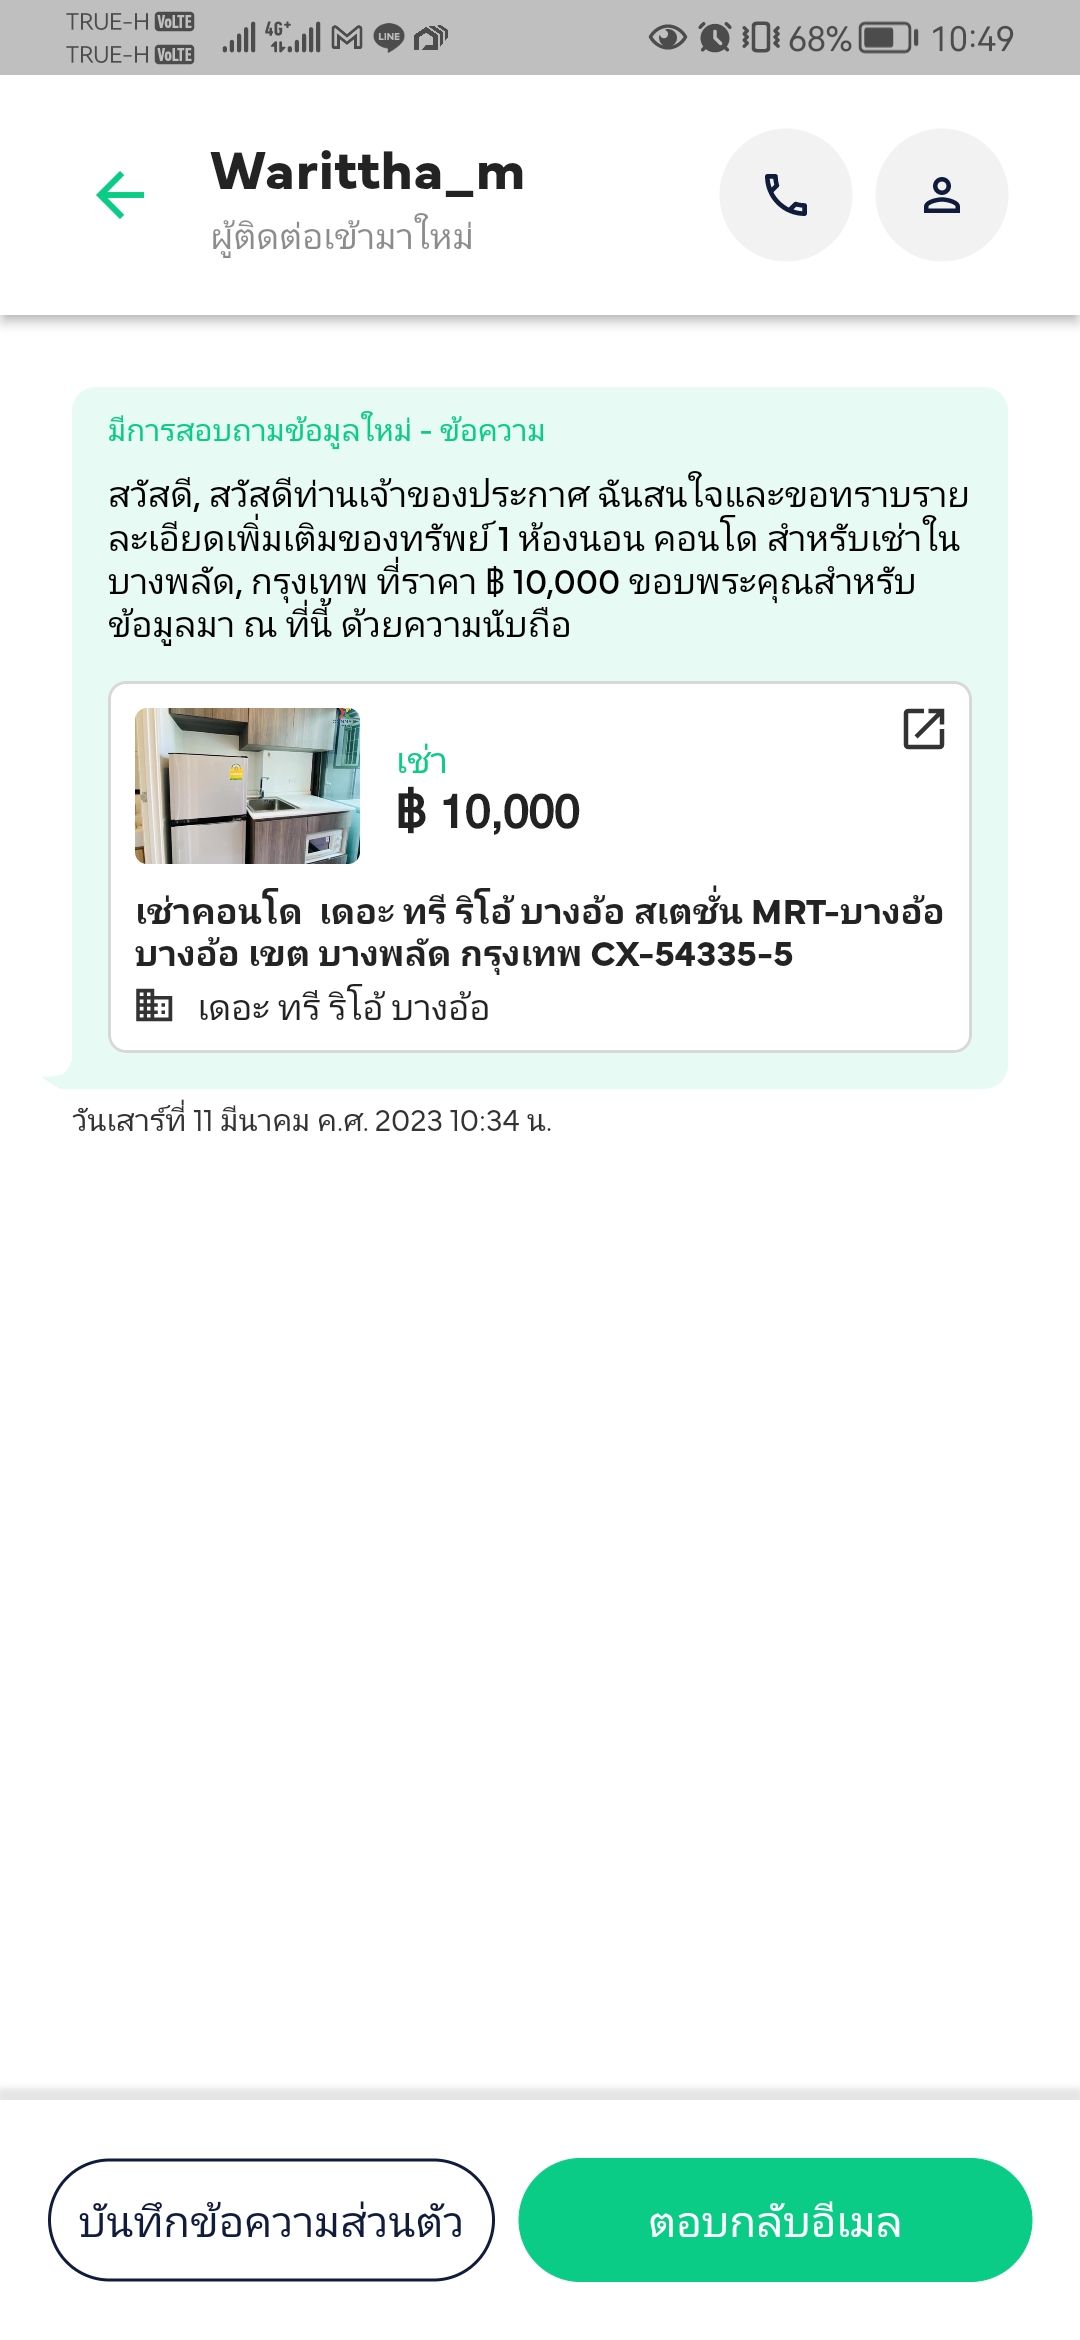 TRUE-H VoLTE
TRUE-H VoLTE
4G+
LINE
68%
10:49
Warittha_m
ผู้ติดต่อเข้ามาใหม่
มีการสอบถามข้อมูลใหม่ - ข้อความ
สวัสดี, สวัสดีท่านเจ้าของประกาศ ฉันสนใจและขอทราบราย
ละเอียดเพิ่มเติมของทรัพย์ 1 ห้องนอน คอนโด สำหรับเช่าใน
บางพลัด, กรุงเทพ ที่ราคา ฿ 10,000 ขอบพระคุณสำหรับ
ข้อมูลมา ณ ที่นี้ ด้วยความนับถือ
เช่า
฿ 10,000
เช่าคอนโด เดอะ ทรี ริโอ้ บางอ้อ สเตชั่น MRT-บางอ้อ
บางอ้อ เขต บางพลัด กรุงเทพ CX-54335-5
เดอะ ทรี ริโอ้ บางอ้อ
วันเสาร์ที่ 11 มีนาคม ค.ศ. 2023 10:34 น.
บันทึกข้อความส่วนตัว
ตอบกลับอีเมล